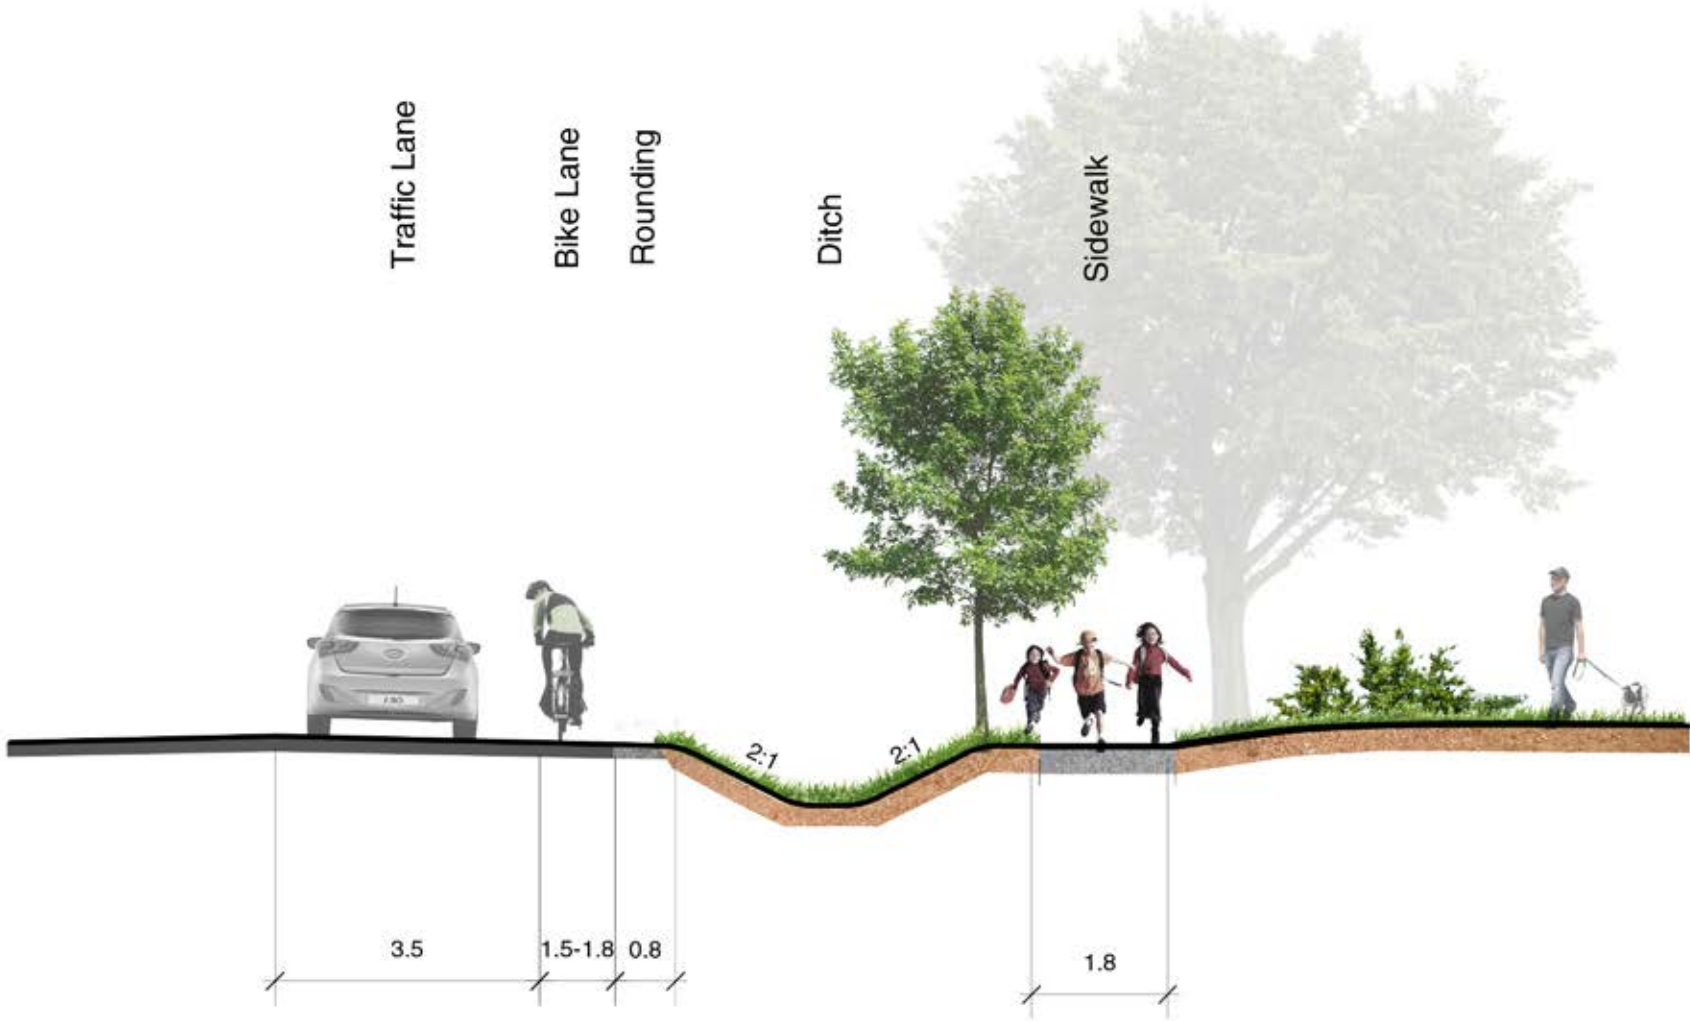 Traffic Lane
Bike Lane
Rounding
Ditch
Sidewalk
2:1
2:1
3.5
1.5-1.8
0.8
1.8